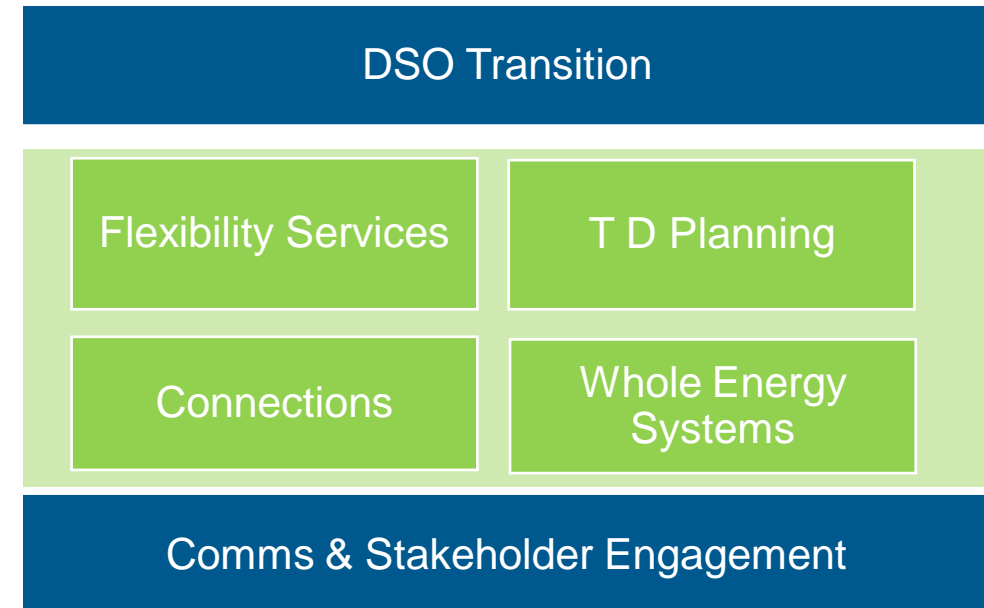 DSO Transition
Flexibility Services
T D Planning
Connections
Whole Energy
Systems
Comms & Stakeholder Engagement